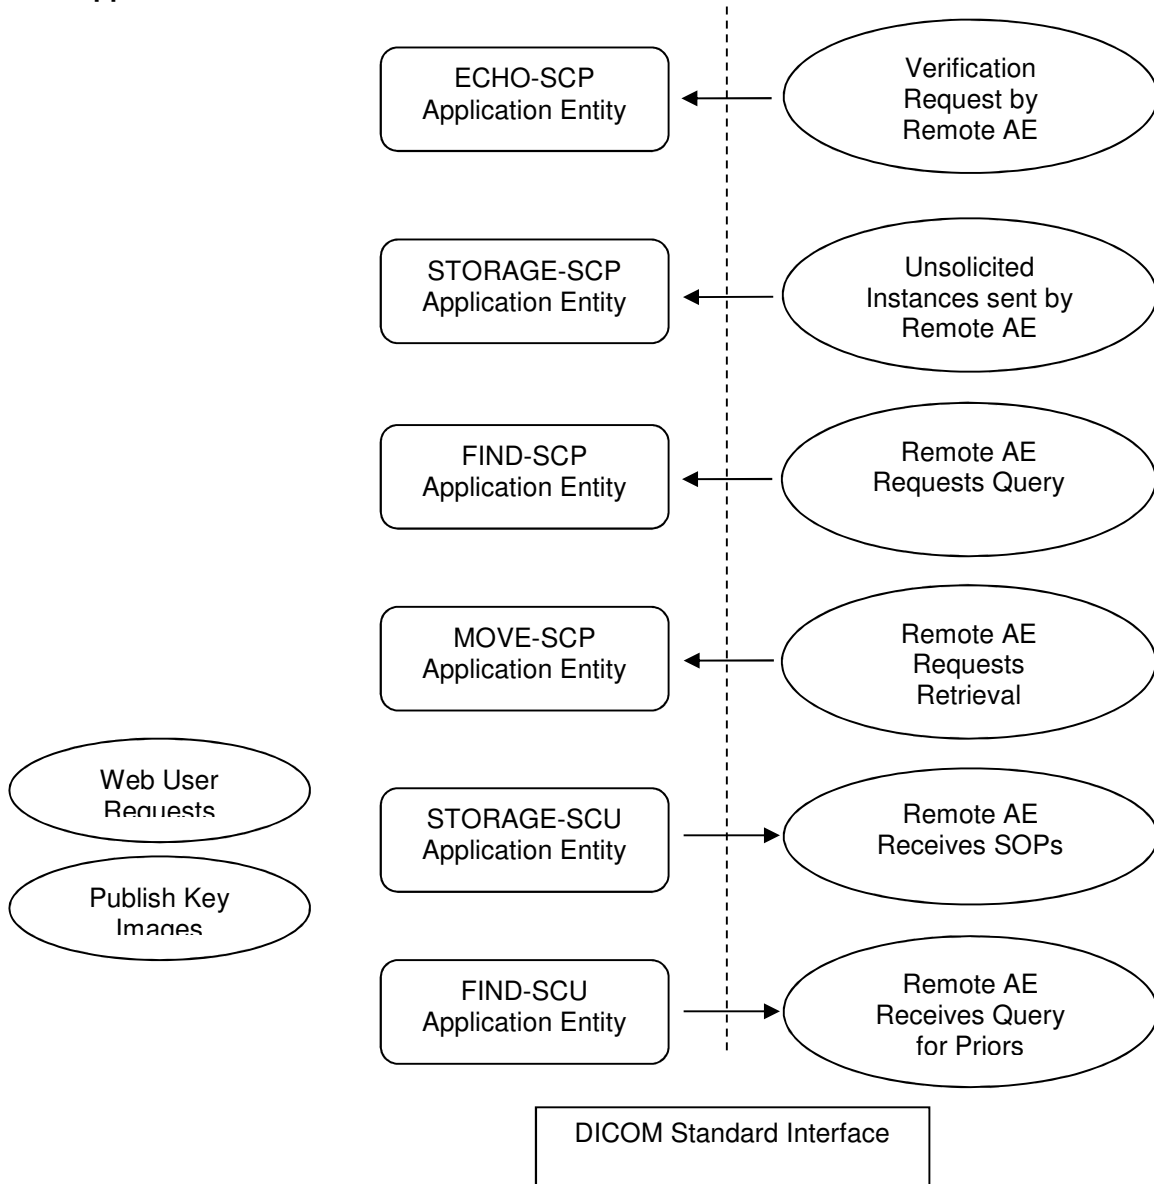 ECHO-SCP
Application Entity
Verification
Request by
Remote AE
STORAGE-SCP
Application Entity
Unsolicited
Instances sent by
Remote AE
FIND-SCP
Application Entity
Remote AE
Requests Query
MOVE-SCP
Application Entity
Remote AE
Requests
Retrieval
Web User
Requests
Publish Key
Images
STORAGE-SCU
Application Entity
Remote AE
Receives SOPs
FIND-SCU
Application Entity
Remote AE
Receives Query
for Priors
DICOM Standard Interface